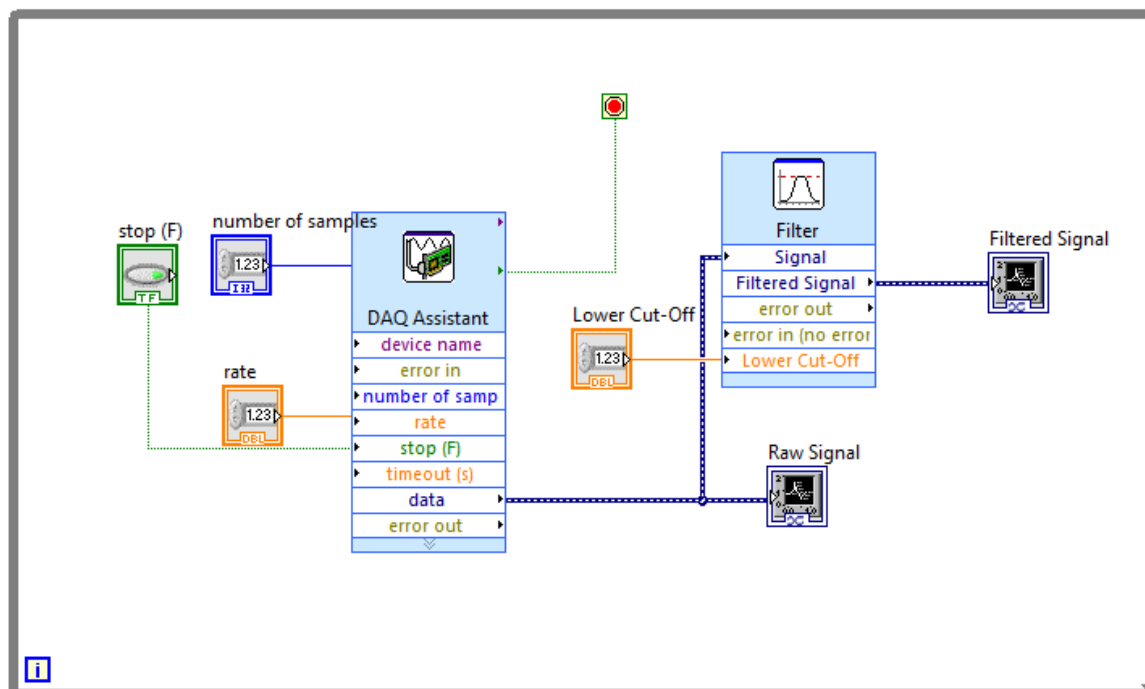 stop (F)
number of samples
1.23
I32
TF
DAQ Assistant
device name
error in
number of samp
rate
stop (F)
timeout (s)
data
error out
rate
1.23
DBL
Lower Cut-Off
1.23
DBL
Filter
Signal
Filtered Signal
error out
error in (no error
Lower Cut-Off
Filtered Signal
Raw Signal
i